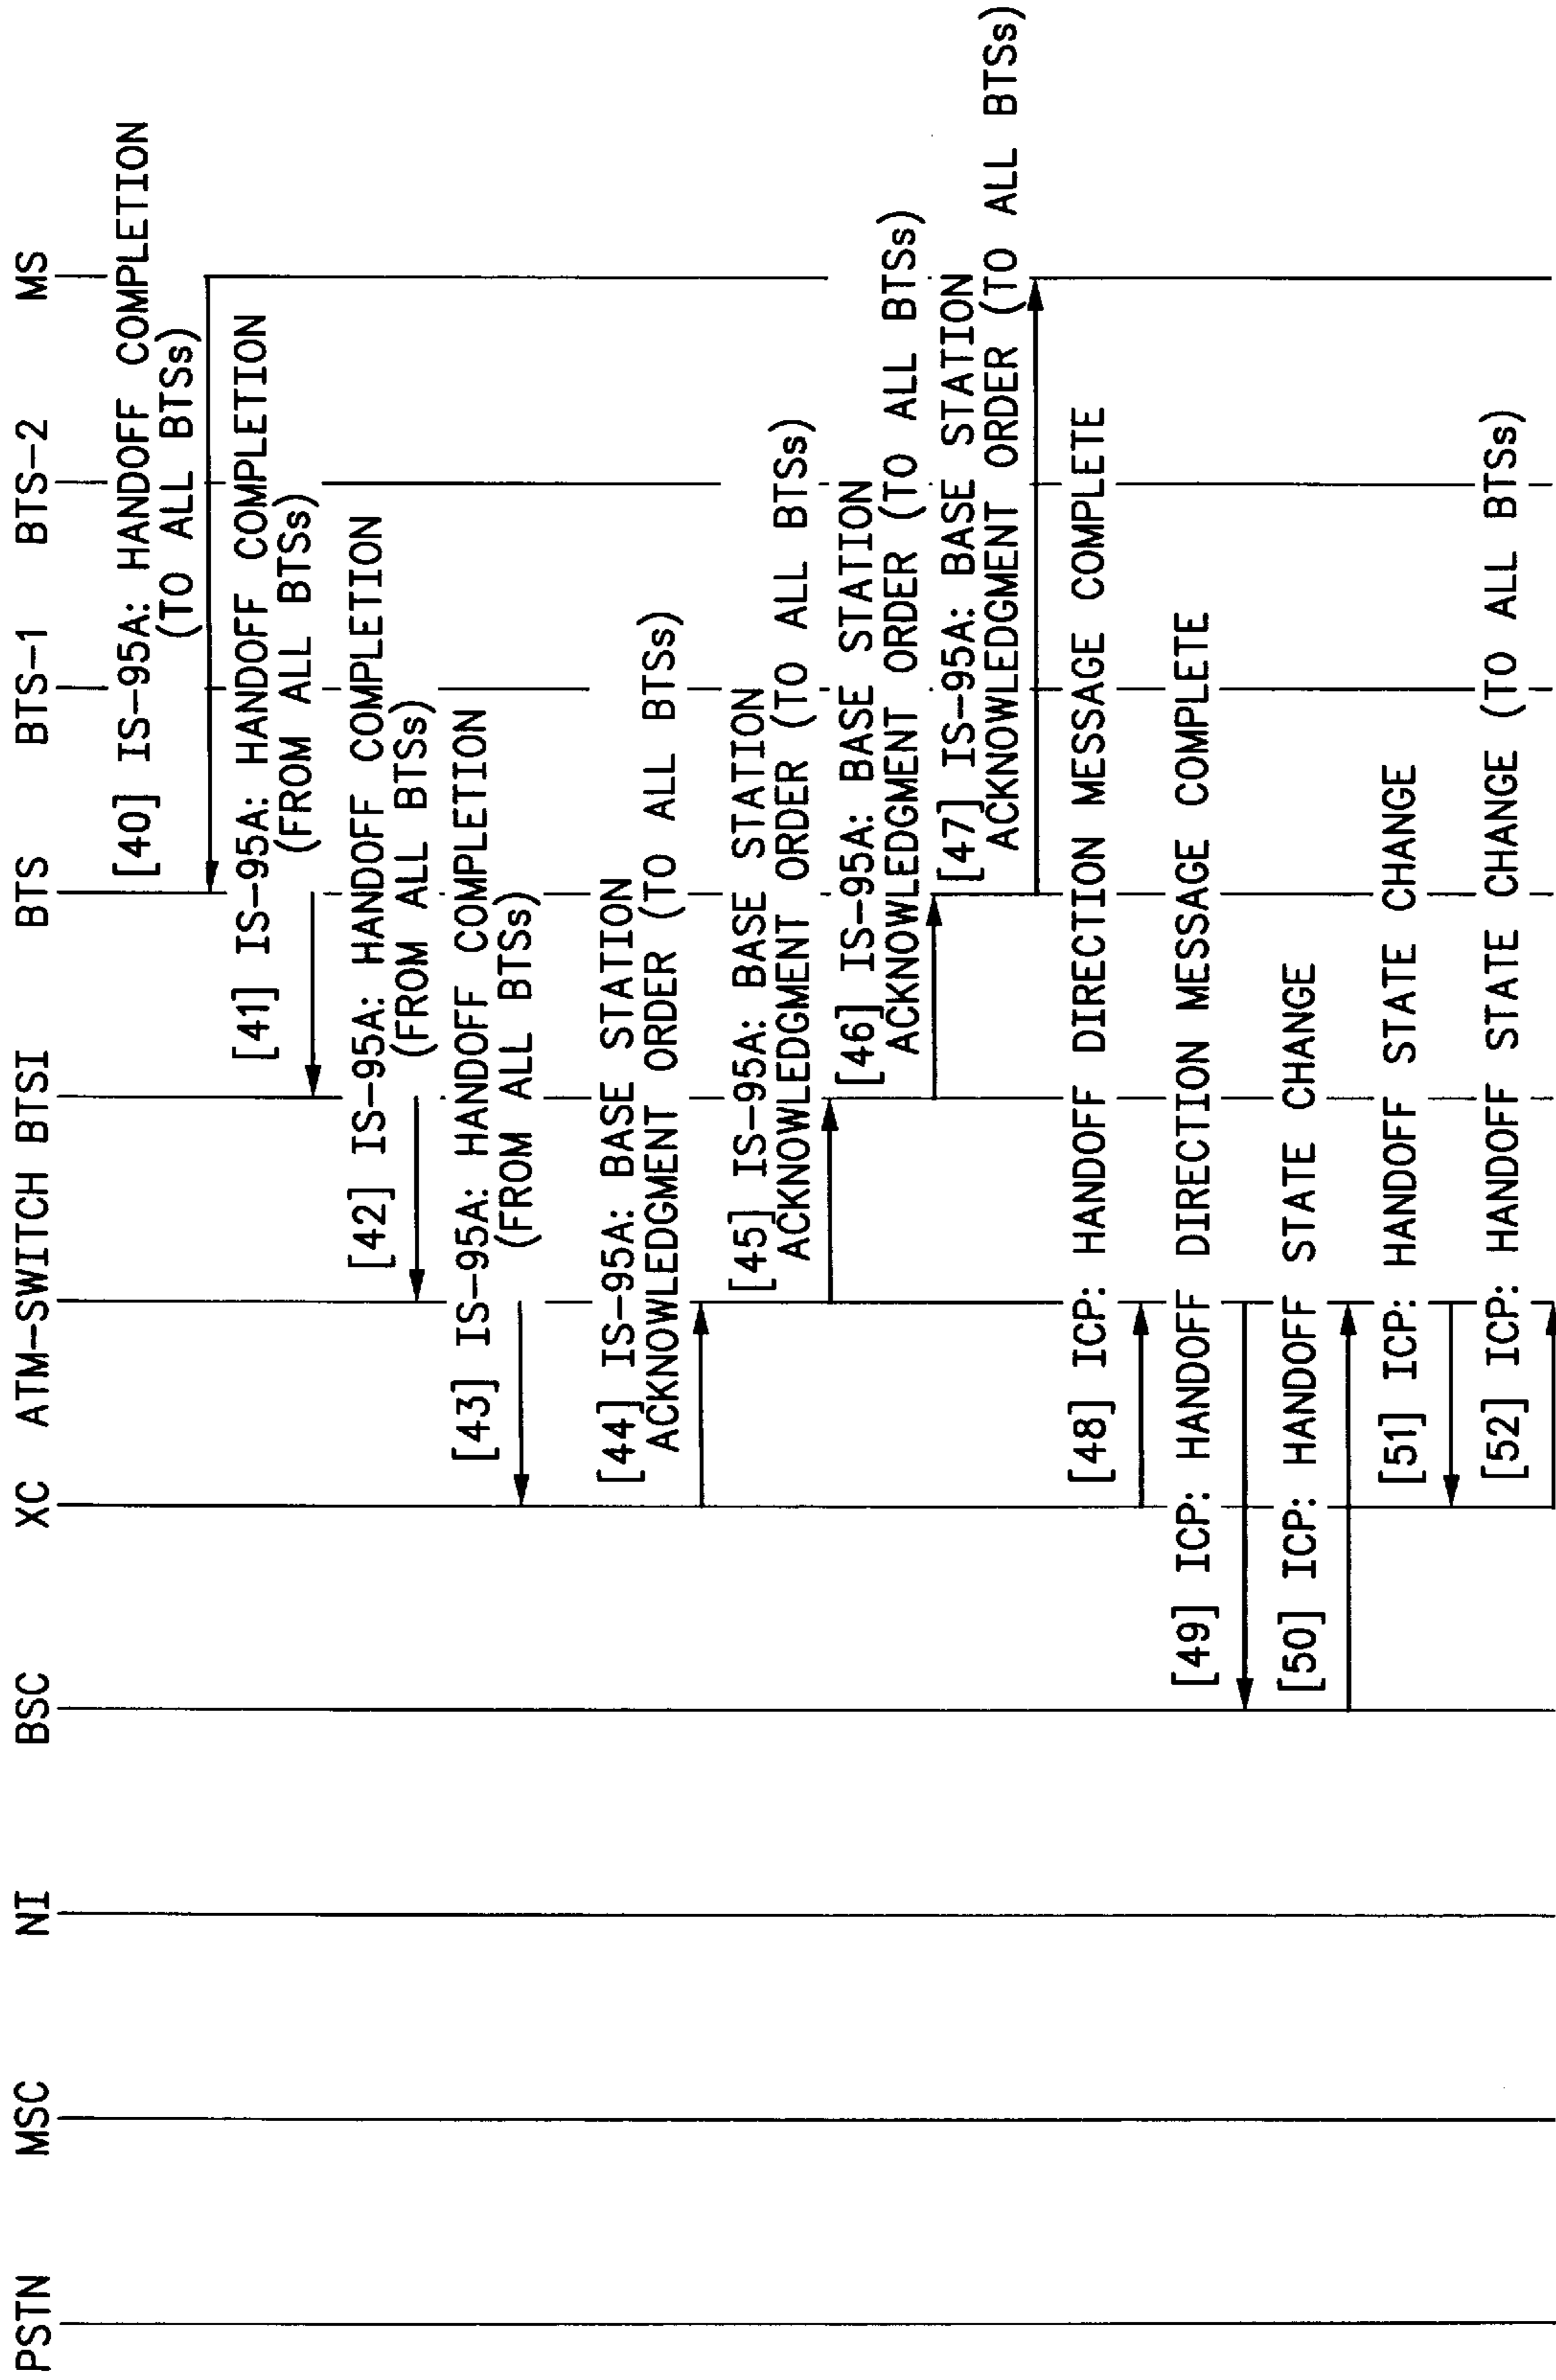 PSTN MSC NI BSC XC ATM-SWITCH BTSI BTS BTS-1 BTS-2 MS
[40] IS-95A: HANDOFF COMPLETION
(TO ALL BTSs)
[41] IS-95A: HANDOFF COMPLETION
(FROM ALL BTSs)
[42] IS-95A: HANDOFF COMPLETION
(FROM ALL BTSs)
[43] IS-95A: HANDOFF COMPLETION
(FROM ALL BTSs)
[44] IS-95A: BASE STATION
ACKNOWLEDGMENT ORDER (TO ALL BTSs)
[45] IS-95A: BASE STATION
ACKNOWLEDGMENT ORDER (TO ALL BTSs)
[46] IS-95A: BASE STATION
ACKNOWLEDGMENT ORDER (TO ALL BTSs)
[47] IS-95A: BASE STATION
ACKNOWLEDGMENT ORDER (TO ALL BTSs)
[48] ICP: HANDOFF DIRECTION MESSAGE COMPLETE
[49] ICP: HANDOFF DIRECTION MESSAGE COMPLETE
[50] ICP: HANDOFF STATE CHANGE
[51] ICP: HANDOFF STATE CHANGE
[52] ICP: HANDOFF STATE CHANGE (TO ALL BTSs)